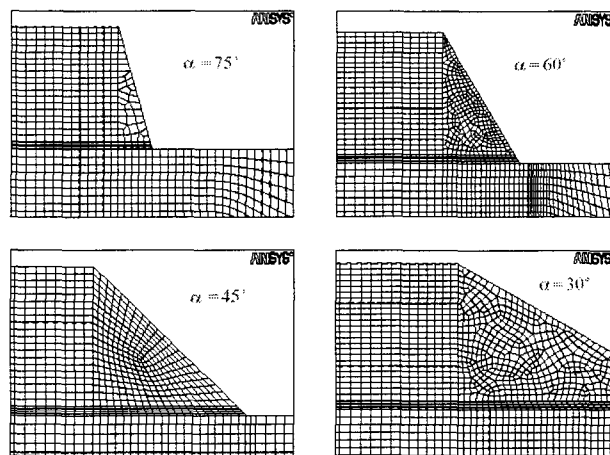 ANSYS
α = 75°
ANSYS
α = 60°
ANSYS
α = 45°
ANSYS
α = 30°